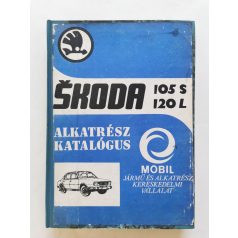 ŠKODA
105 S
120 L
ALKATRÉSZ
KATALÓGUS
MOBIL
JÁRMŰ ÉS ALKATRÉSZ
KERESKEDELMI
VÁLLALAT